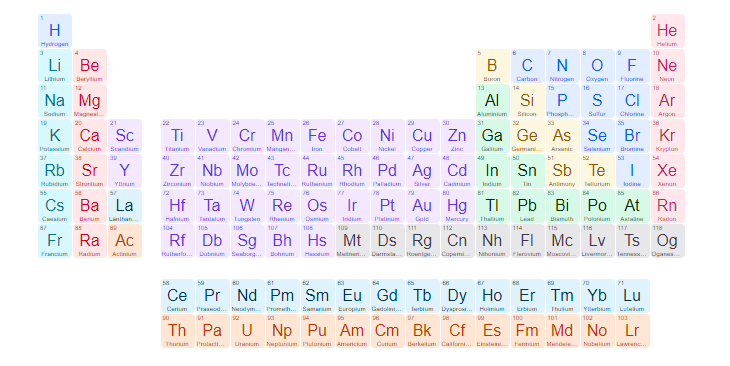 1 2
H He
Hydrogen Helium
3 4 5 6 7 8 9 10
Li Be B C N O F Ne
Lithium Beryllium Boron Carbon Nitrogen Oxygen Fluorine Neon
11 12 13 14 15 16 17 18
Na Mg Al Si P S Cl Ar
Sodium Magnesi... Aluminium Silicon Phosph... Sulfur Chlorine Argon
19 20 21 22 23 24 25 26 27 28 29 30 31 32 33 34 35 36
K Ca Sc Ti V Cr Mn Fe Co Ni Cu Zn Ga Ge As Se Br Kr
Potassium Calcium Scandium Titanium Vanadium Chromium Mangan... Iron Cobalt Nickel Copper Zinc Gallium Germani... Arsenic Selenium Bromine Krypton
37 38 39 40 41 42 43 44 45 46 47 48 49 50 51 52 53 54
Rb Sr Y Zr Nb Mo Tc Ru Rh Pd Ag Cd In Sn Sb Te I Xe
Rubidium Strontium Yttrium Zirconium Niobium Molybde... Techneti... Ruthenium Rhodium Palladium Silver Cadmium Indium Tin Antimony Tellurium Iodine Xenon
55 56 57 72 73 74 75 76 77 78 79 80 81 82 83 84 85 86
Cs Ba La Hf Ta W Re Os Ir Pt Au Hg Tl Pb Bi Po At Rn
Caesium Barium Lanthan... Hafnium Tantalum Tungsten Rhenium Osmium Iridium Platinum Gold Mercury Thallium Lead Bismuth Polonium Astatine Radon
87 88 89 104 105 106 107 108 109 110 111 112 113 114 115 116 117 118
Fr Ra Ac Rf Db Sg Bh Hs Mt Ds Rg Cn Nh Fl Mc Lv Ts Og
Francium Radium Actinium Rutherfo... Dubnium Seaborg... Bohrium Hassium Meitneri... Darmsta... Roentge... Coperni... Nihonium Flerovium Moscovi... Livermor... Tenness... Oganess...
58 59 60 61 62 63 64 65 66 67 68 69 70 71
Ce Pr Nd Pm Sm Eu Gd Tb Dy Ho Er Tm Yb Lu
Cerium Praseod... Neodym... Prometh... Samarium Europium Gadolini... Terbium Dysprosi... Holmium Erbium Thulium Ytterbium Lutetium
90 91 92 93 94 95 96 97 98 99 100 101 102 103
Th Pa U Np Pu Am Cm Bk Cf Es Fm Md No Lr
Thorium Protacti... Uranium Neptunium Plutonium Americium Curium Berkelium Californi... Einsteini... Fermium Mendele... Nobelium Lawrenc...